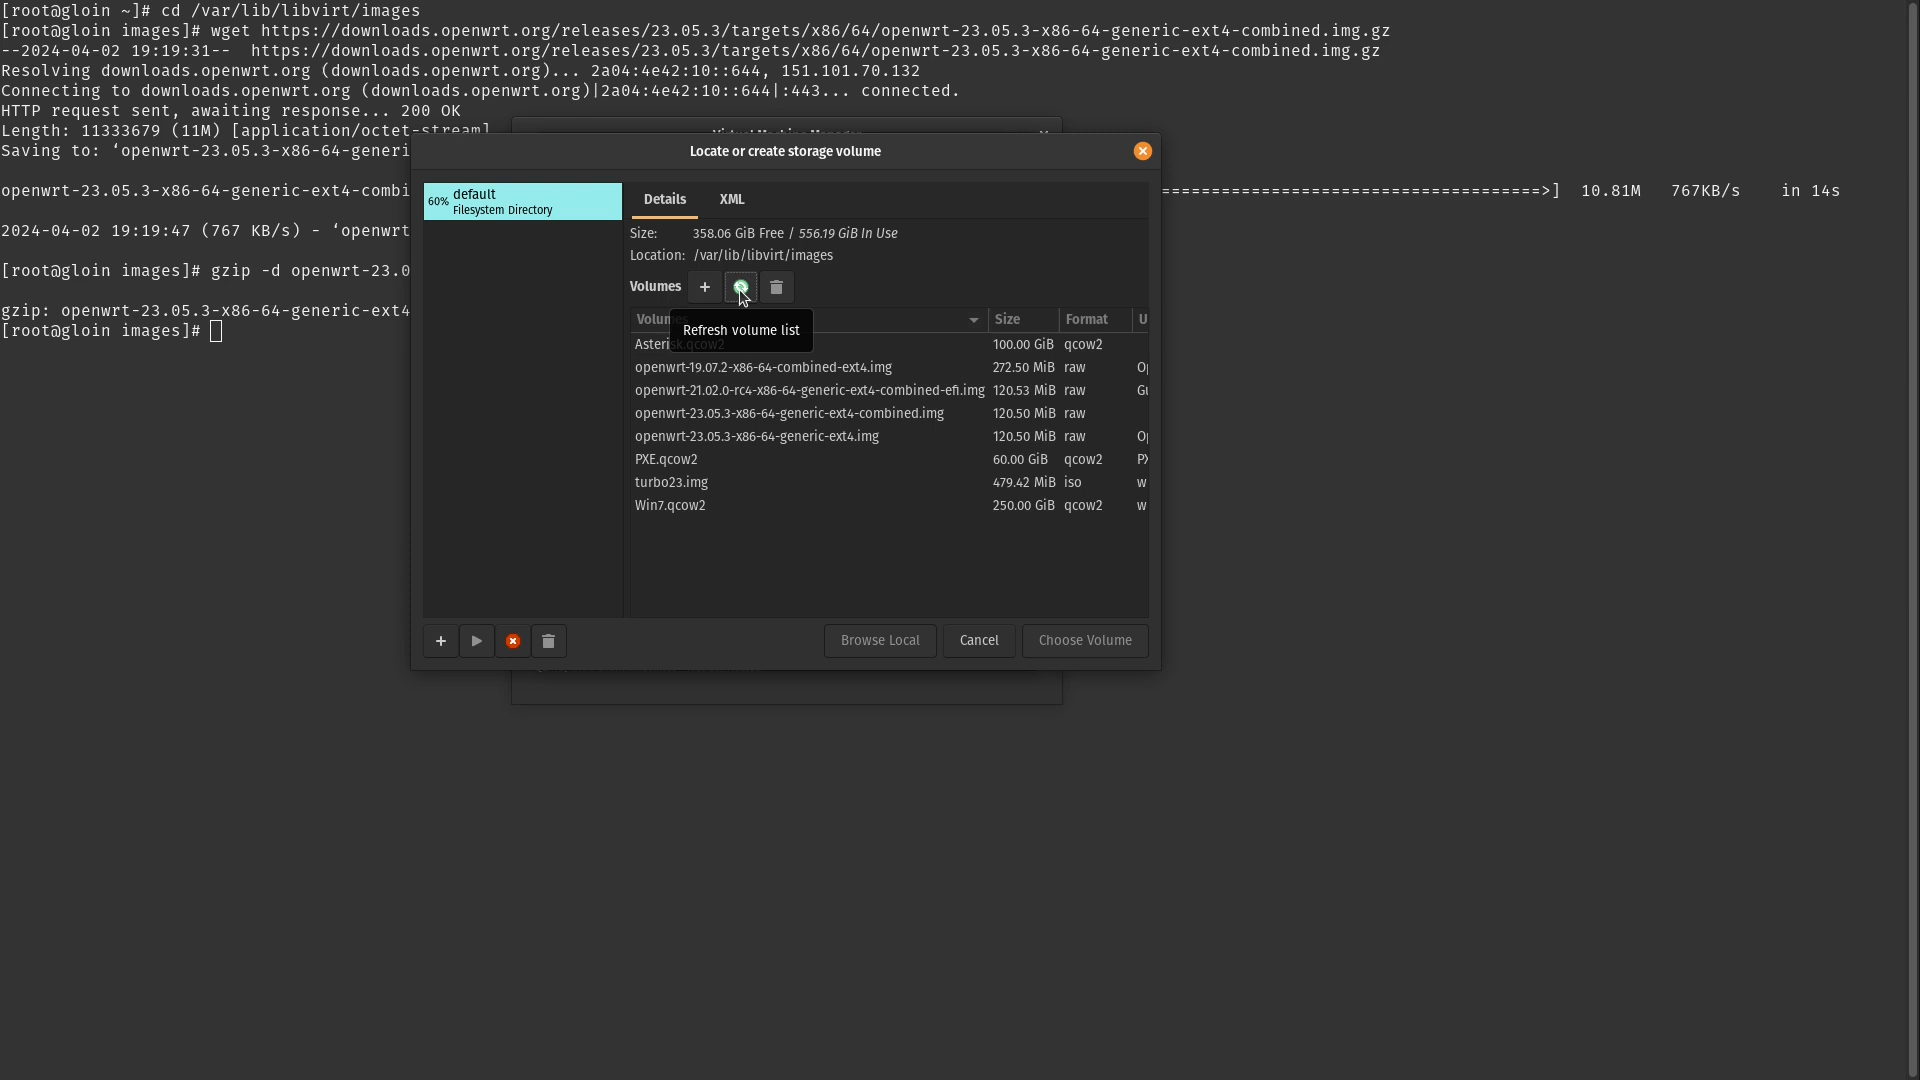 [root@gloin ~]# cd /var/lib/libvirt/images
[root@gloin images]# wget https://downloads.openwrt.org/releases/23.05.3/targets/x86/64/openwrt-23.05.3-x86-64-generic-ext4-combined.img.gz
--2024-04-02 19:19:31--  https://downloads.openwrt.org/releases/23.05.3/targets/x86/64/openwrt-23.05.3-x86-64-generic-ext4-combined.img.gz
Resolving downloads.openwrt.org (downloads.openwrt.org)... 2a04:4e42:10::644, 151.101.70.132
Connecting to downloads.openwrt.org (downloads.openwrt.org)|2a04:4e42:10::644|:443... connected.
HTTP request sent, awaiting response... 200 OK
Length: 11333679 (11M) [application/octet-stream]
Saving to: ‘openwrt-23.05.3-x86-64-generi
openwrt-23.05.3-x86-64-generic-ext4-combi
=====================================>] 10.81M 767KB/s in 14s
2024-04-02 19:19:47 (767 KB/s) - ‘openwrt
[root@gloin images]# gzip -d openwrt-23.0
gzip: openwrt-23.05.3-x86-64-generic-ext4
[root@gloin images]#
Virtual Machine Manager
Locate or create storage volume
60% default
Filesystem Directory
Details XML
Size: 358.06 GiB Free / 556.19 GiB In Use
Location: /var/lib/libvirt/images
Volumes
Refresh volume list
Volumes Size Format U
Asterisk.qcow2 100.00 GiB qcow2
openwrt-19.07.2-x86-64-combined-ext4.img 272.50 MiB raw O
openwrt-21.02.0-rc4-x86-64-generic-ext4-combined-efi.img 120.53 MiB raw Gu
openwrt-23.05.3-x86-64-generic-ext4-combined.img 120.50 MiB raw
openwrt-23.05.3-x86-64-generic-ext4.img 120.50 MiB raw O
PXE.qcow2 60.00 GiB qcow2 PX
turbo23.img 479.42 MiB iso w
Win7.qcow2 250.00 GiB qcow2 w
Browse Local Cancel Choose Volume